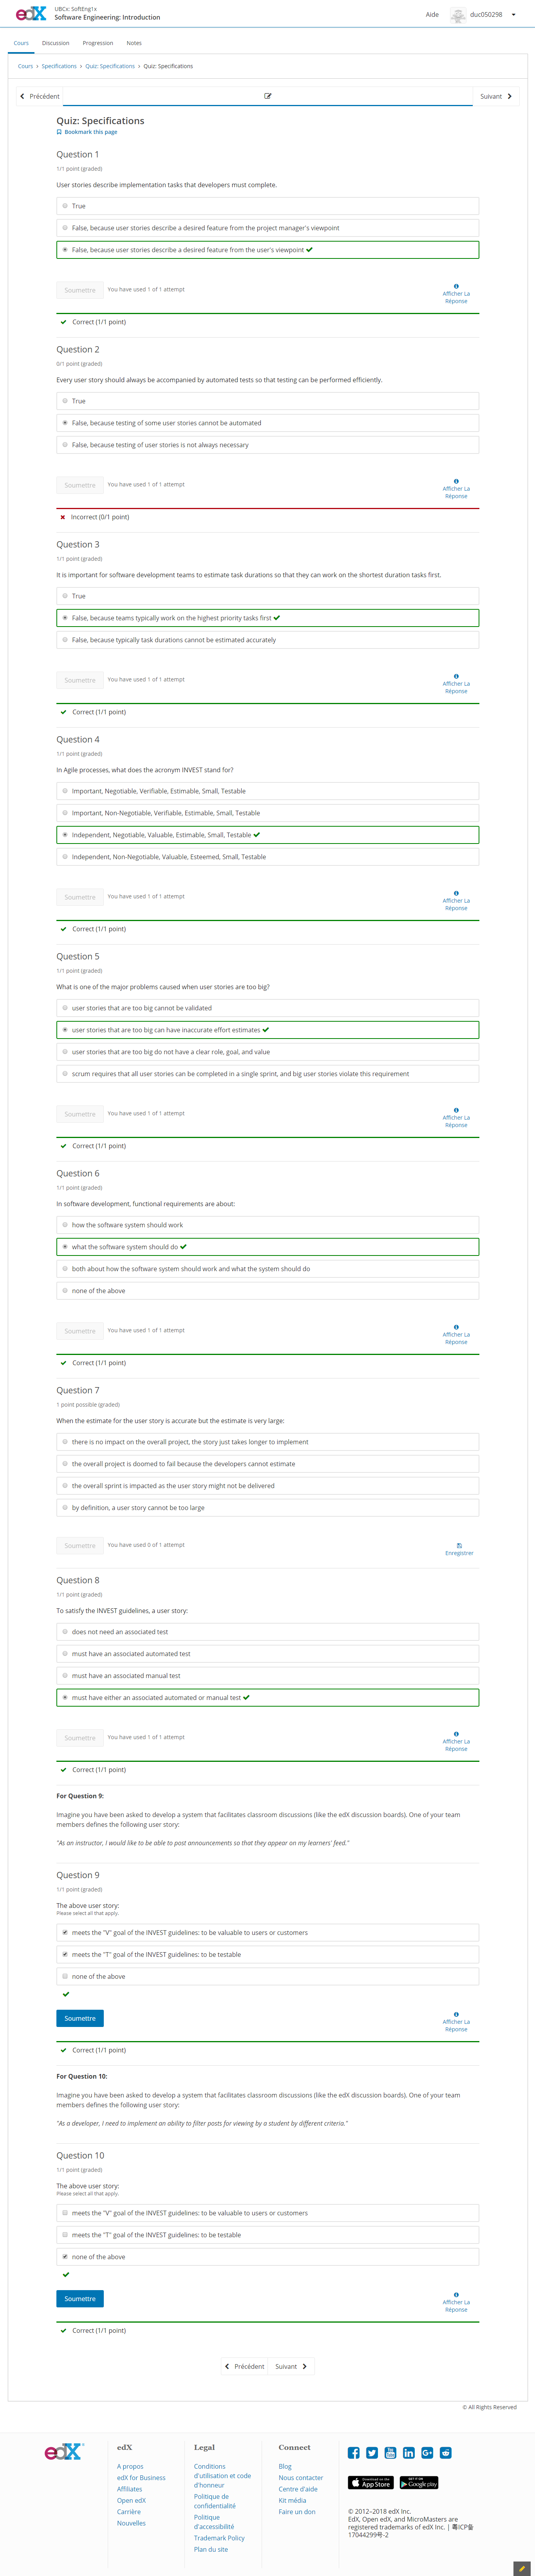 edX
UBCx: SoftEng1x
Software Engineering: Introduction
Aide
duc050298
Cours
Discussion
Progression
Notes
Cours › Specifications › Quiz: Specifications › Quiz: Specifications
Précédent
Suivant
Quiz: Specifications
Bookmark this page
Question 1
1/1 point (graded)
User stories describe implementation tasks that developers must complete.
True
False, because user stories describe a desired feature from the project manager's viewpoint
False, because user stories describe a desired feature from the user's viewpoint
Soumettre
You have used 1 of 1 attempt
Afficher La
Réponse
Correct (1/1 point)
Question 2
0/1 point (graded)
Every user story should always be accompanied by automated tests so that testing can be performed efficiently.
True
False, because testing of some user stories cannot be automated
False, because testing of user stories is not always necessary
Soumettre
You have used 1 of 1 attempt
Afficher La
Réponse
Incorrect (0/1 point)
Question 3
1/1 point (graded)
It is important for software development teams to estimate task durations so that they can work on the shortest duration tasks first.
True
False, because teams typically work on the highest priority tasks first
False, because typically task durations cannot be estimated accurately
Soumettre
You have used 1 of 1 attempt
Afficher La
Réponse
Correct (1/1 point)
Question 4
1/1 point (graded)
In Agile processes, what does the acronym INVEST stand for?
Important, Negotiable, Verifiable, Estimable, Small, Testable
Important, Non-Negotiable, Verifiable, Estimable, Small, Testable
Independent, Negotiable, Valuable, Estimable, Small, Testable
Independent, Non-Negotiable, Valuable, Esteemed, Small, Testable
Soumettre
You have used 1 of 1 attempt
Afficher La
Réponse
Correct (1/1 point)
Question 5
1/1 point (graded)
What is one of the major problems caused when user stories are too big?
user stories that are too big cannot be validated
user stories that are too big can have inaccurate effort estimates
user stories that are too big do not have a clear role, goal, and value
scrum requires that all user stories can be completed in a single sprint, and big user stories violate this requirement
Soumettre
You have used 1 of 1 attempt
Afficher La
Réponse
Correct (1/1 point)
Question 6
1/1 point (graded)
In software development, functional requirements are about:
how the software system should work
what the software system should do
both about how the software system should work and what the system should do
none of the above
Soumettre
You have used 1 of 1 attempt
Afficher La
Réponse
Correct (1/1 point)
Question 7
1 point possible (graded)
When the estimate for the user story is accurate but the estimate is very large:
there is no impact on the overall project, the story just takes longer to implement
the overall project is doomed to fail because the developers cannot estimate
the overall sprint is impacted as the user story might not be delivered
by definition, a user story cannot be too large
Soumettre
You have used 0 of 1 attempt
Enregistrer
Question 8
1/1 point (graded)
To satisfy the INVEST guidelines, a user story:
does not need an associated test
must have an associated automated test
must have an associated manual test
must have either an associated automated or manual test
Soumettre
You have used 1 of 1 attempt
Afficher La
Réponse
Correct (1/1 point)
For Question 9:
Imagine you have been asked to develop a system that facilitates classroom discussions (like the edX discussion boards). One of your team
members defines the following user story:
"As an instructor, I would like to be able to post announcements so that they appear on my learners' feed."
Question 9
1/1 point (graded)
The above user story:
Please select all that apply.
meets the "V" goal of the INVEST guidelines: to be valuable to users or customers
meets the "T" goal of the INVEST guidelines: to be testable
none of the above
Soumettre
Afficher La
Réponse
Correct (1/1 point)
For Question 10:
Imagine you have been asked to develop a system that facilitates classroom discussions (like the edX discussion boards). One of your team
members defines the following user story:
"As a developer, I need to implement an ability to filter posts for viewing by a student by different criteria."
Question 10
1/1 point (graded)
The above user story:
Please select all that apply.
meets the "V" goal of the INVEST guidelines: to be valuable to users or customers
meets the "T" goal of the INVEST guidelines: to be testable
none of the above
Soumettre
Afficher La
Réponse
Correct (1/1 point)
Précédent
Suivant
© All Rights Reserved
edX
edX
A propos
edX for Business
Affiliates
Open edX
Carrière
Nouvelles
Legal
Conditions
d'utilisation et code
d'honneur
Politique de
confidentialité
Politique
d'accessibilité
Trademark Policy
Plan du site
Connect
Blog
Nous contacter
Centre d'aide
Kit média
Faire un don
Download on the
App Store
Google play
© 2012–2018 edX Inc.
EdX, Open edX, and MicroMasters are
registered trademarks of edX Inc. | 粤ICP备
17044299号-2